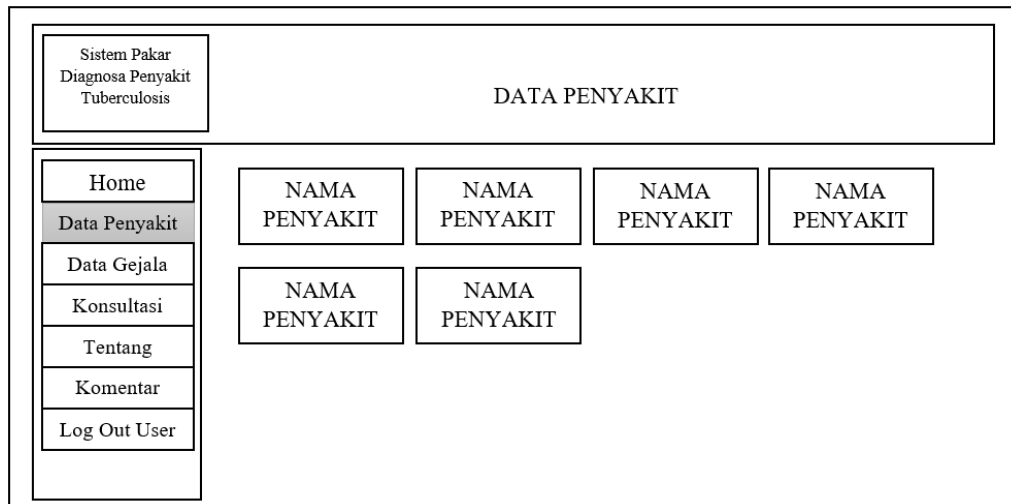 Sistem Pakar
Diagnosa Penyakit
Tuberculosis
DATA PENYAKIT
Home
Data Penyakit
Data Gejala
Konsultasi
Tentang
Komentar
Log Out User
NAMA
PENYAKIT
NAMA
PENYAKIT
NAMA
PENYAKIT
NAMA
PENYAKIT
NAMA
PENYAKIT
NAMA
PENYAKIT